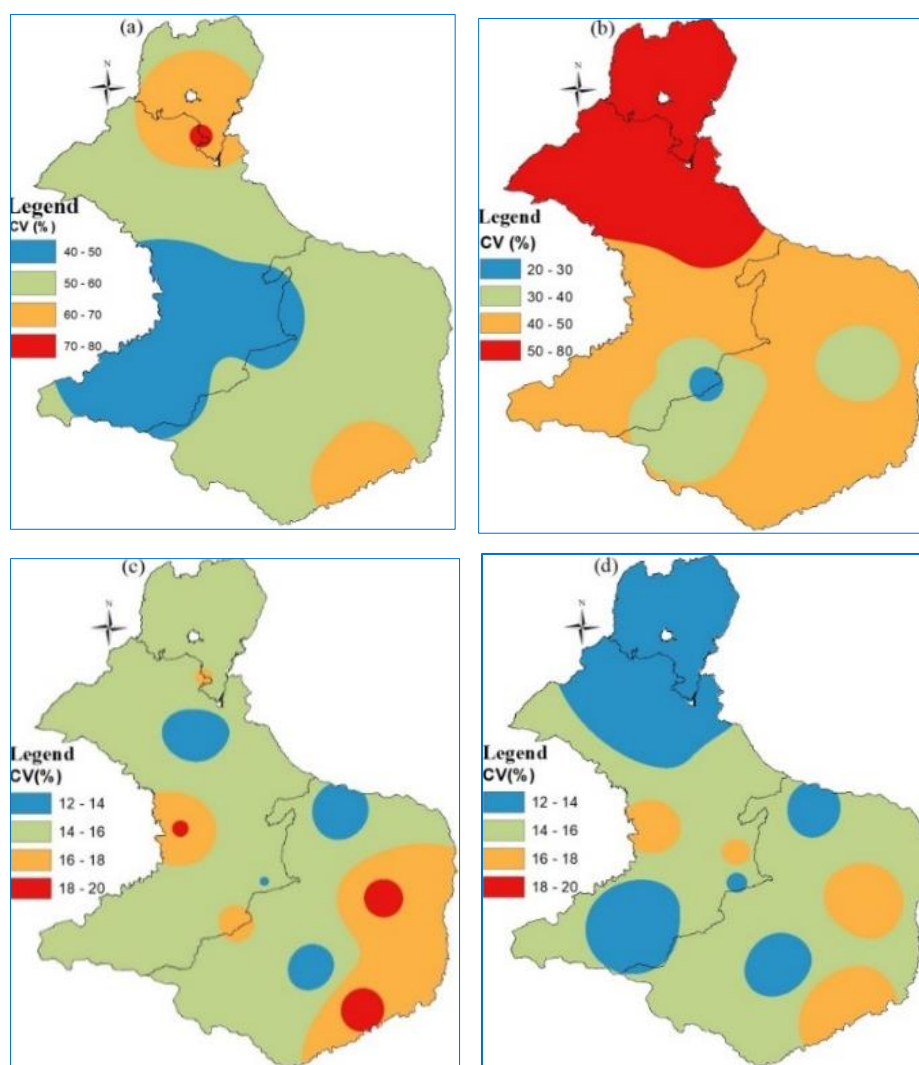 (a)
N
Legend
CV (%)
40 - 50
50 - 60
60 - 70
70 - 80
(b)
N
Legend
CV (%)
20 - 30
30 - 40
40 - 50
50 - 80
(c)
N
Legend
CV(%)
12 - 14
14 - 16
16 - 18
18 - 20
(d)
N
Legend
CV(%)
12 - 14
14 - 16
16 - 18
18 - 20